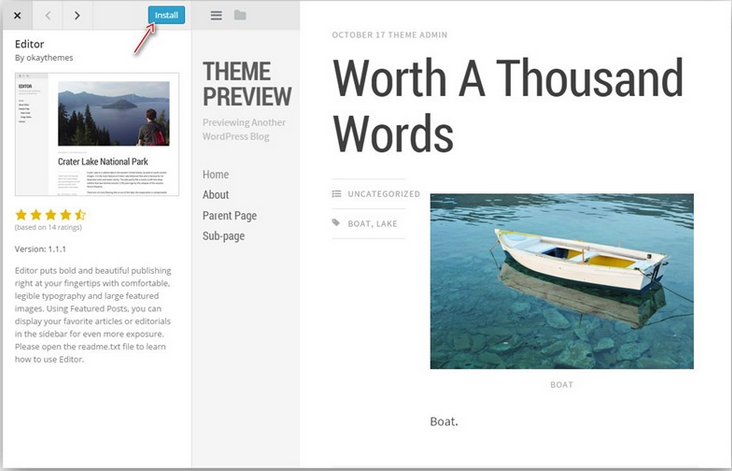 Install
Editor
By okaythemes
EDITOR
Crater Lake National Park
(based on 14 ratings)
Version: 1.1.1
Editor puts bold and beautiful publishing
right at your fingertips with comfortable,
legible typography and large featured
images. Using Featured Posts, you can
display your favorite articles or editorials
in the sidebar for even more exposure.
Please open the readme.txt file to learn
how to use Editor.
THEME
PREVIEW
Previewing Another
WordPress Blog
Home
About
Parent Page
Sub-page
OCTOBER 17 THEME ADMIN
Worth A Thousand
Words
UNCATEGORIZED
BOAT, LAKE
BOAT
Boat.